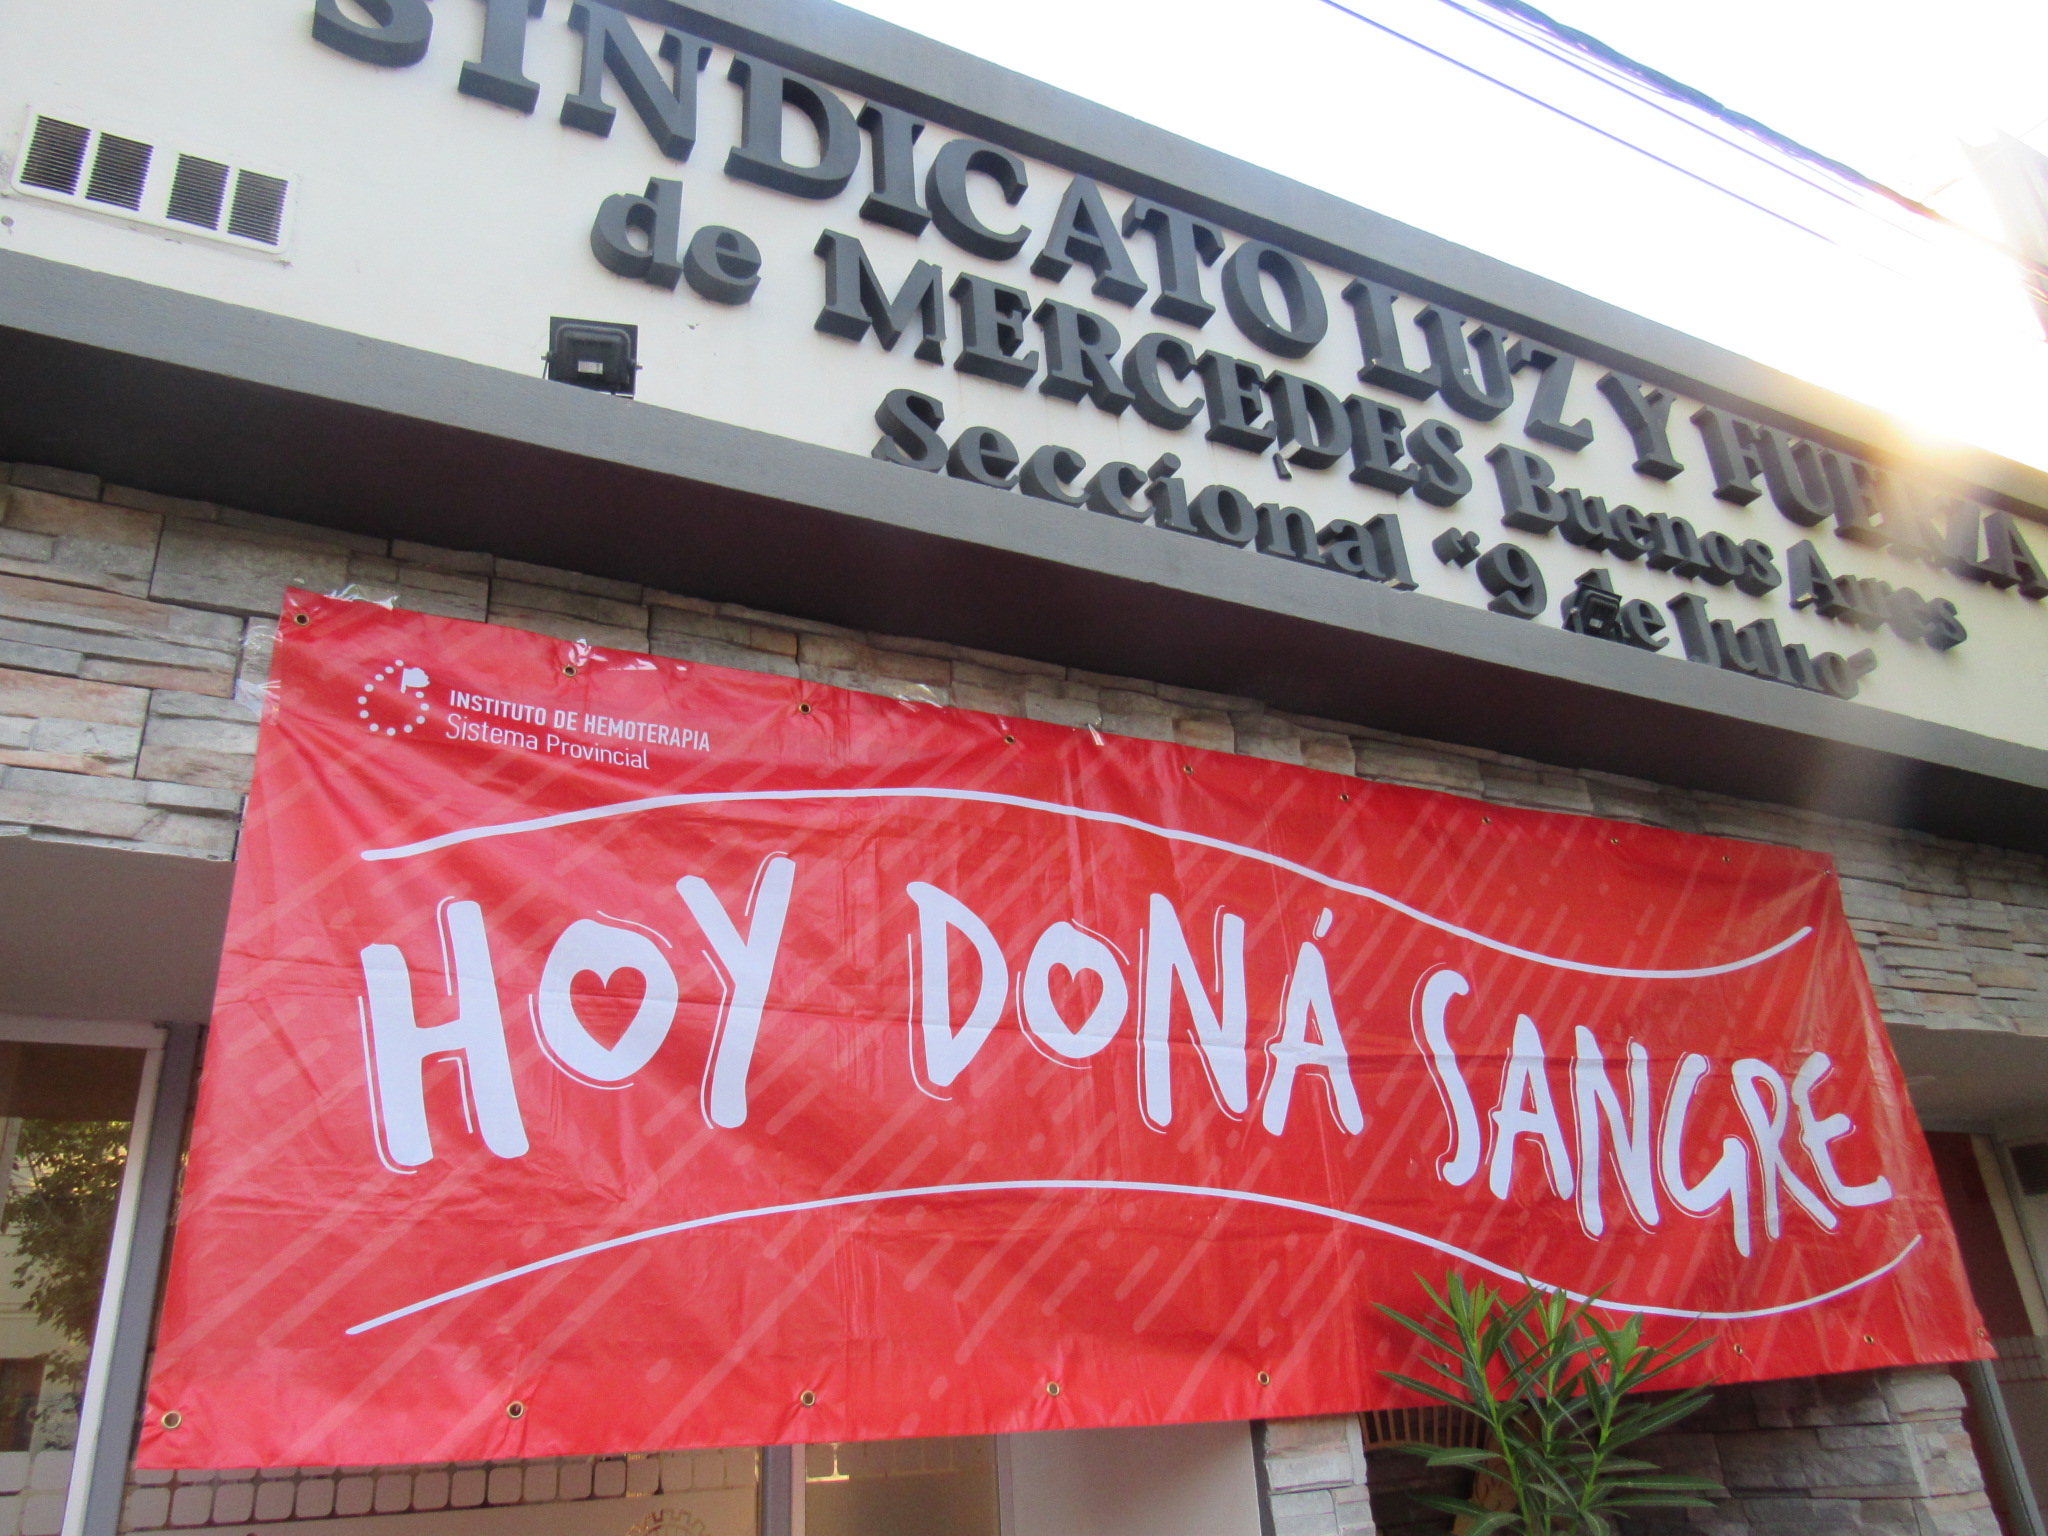 SINDICATO LUZ Y FUERZA
de MERCEDES Buenos Aires
Seccional "9 de Julio"
INSTITUTO DE HEMOTERAPIA
Sistema Provincial
HOY DONÁ SANGRE